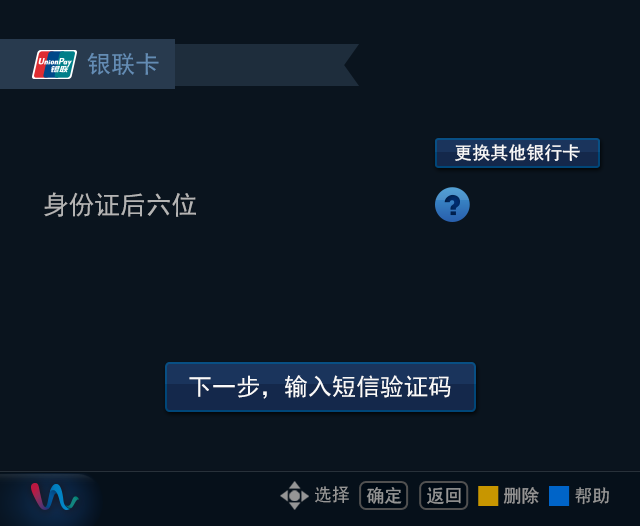 UnionPay 银联 银联卡
更换其他银行卡
身份证后六位 ?
下一步，输入短信验证码
选择 确定 返回 删除 帮助